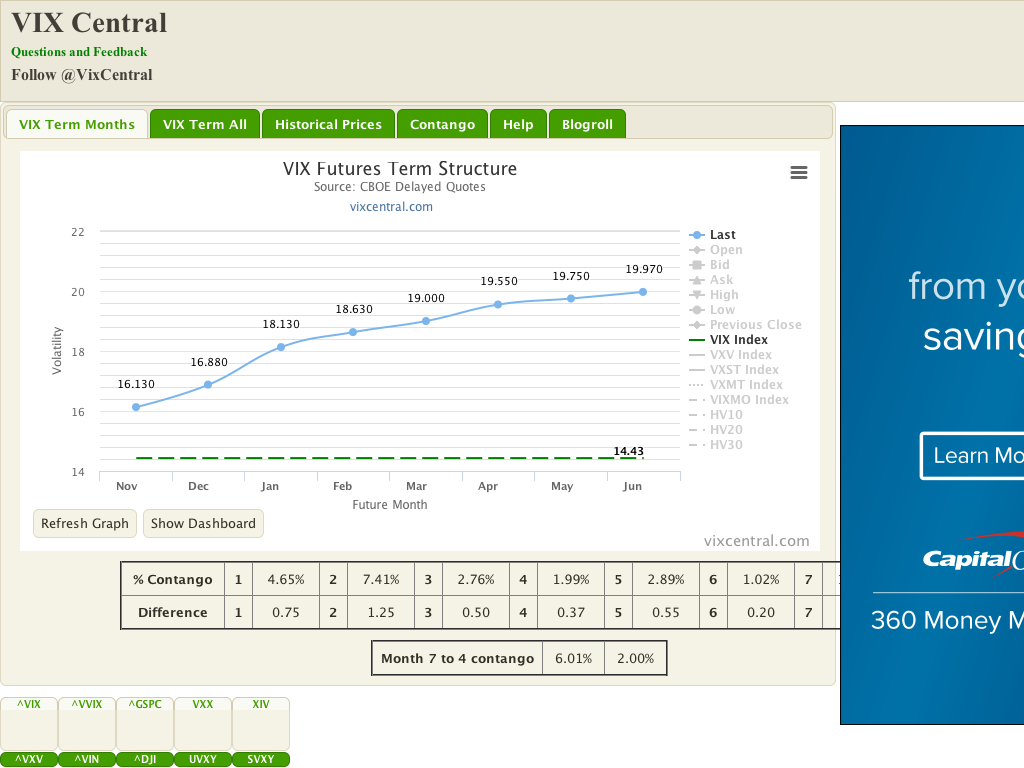 VIX Central
Questions and Feedback
Follow @VixCentral
VIX Term Months
VIX Term All
Historical Prices
Contango
Help
Blogroll
VIX Futures Term Structure
Source: CBOE Delayed Quotes
vixcentral.com
Volatility
22
20
18
16
14
16.130
16.880
18.130
18.630
19.000
19.550
19.750
19.970
14.43
Nov
Dec
Jan
Feb
Mar
Apr
May
Jun
Future Month
Last
Open
Bid
Ask
High
Low
Previous Close
VIX Index
VXV Index
VXST Index
VXMT Index
VIXMO Index
HV10
HV20
HV30
Refresh Graph
Show Dashboard
vixcentral.com
% Contango 1 4.65% 2 7.41% 3 2.76% 4 1.99% 5 2.89% 6 1.02% 7
Difference 1 0.75 2 1.25 3 0.50 4 0.37 5 0.55 6 0.20 7
Month 7 to 4 contango 6.01% 2.00%
^VIX ^VVIX ^GSPC VXX XIV
^VXV ^VIN ^DJI UVXY SVXY
from yo
saving
Learn Mo
Capital
360 Money M